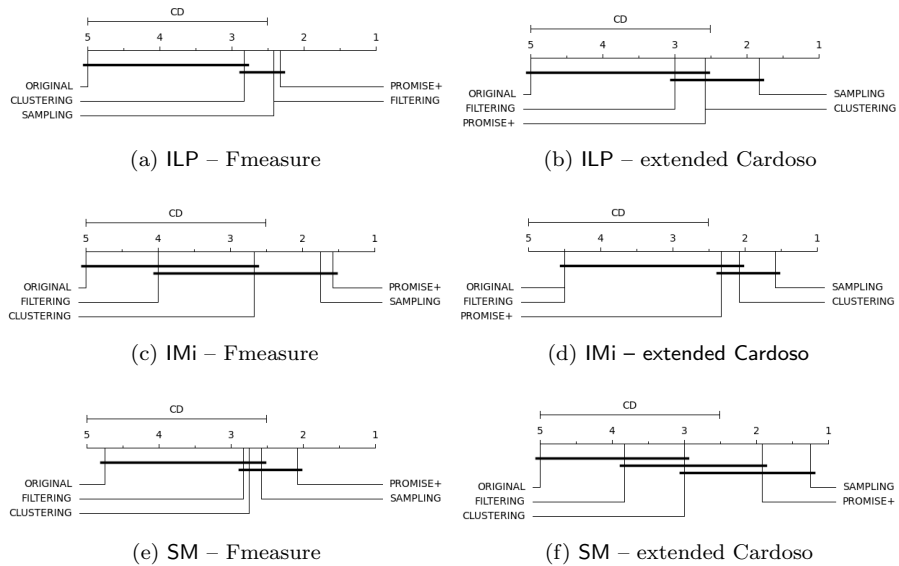 CD
5 4 3 2 1
ORIGINAL PROMISE+
CLUSTERING FILTERING
SAMPLING
(a) ILP – Fmeasure
CD
5 4 3 2 1
ORIGINAL SAMPLING
FILTERING CLUSTERING
PROMISE+
(b) ILP – extended Cardoso
CD
5 4 3 2 1
ORIGINAL PROMISE+
FILTERING SAMPLING
CLUSTERING
(c) IMi – Fmeasure
CD
5 4 3 2 1
ORIGINAL SAMPLING
FILTERING CLUSTERING
PROMISE+
(d) IMi – extended Cardoso
CD
5 4 3 2 1
ORIGINAL PROMISE+
FILTERING SAMPLING
CLUSTERING
(e) SM – Fmeasure
CD
5 4 3 2 1
ORIGINAL SAMPLING
FILTERING PROMISE+
CLUSTERING
(f) SM – extended Cardoso